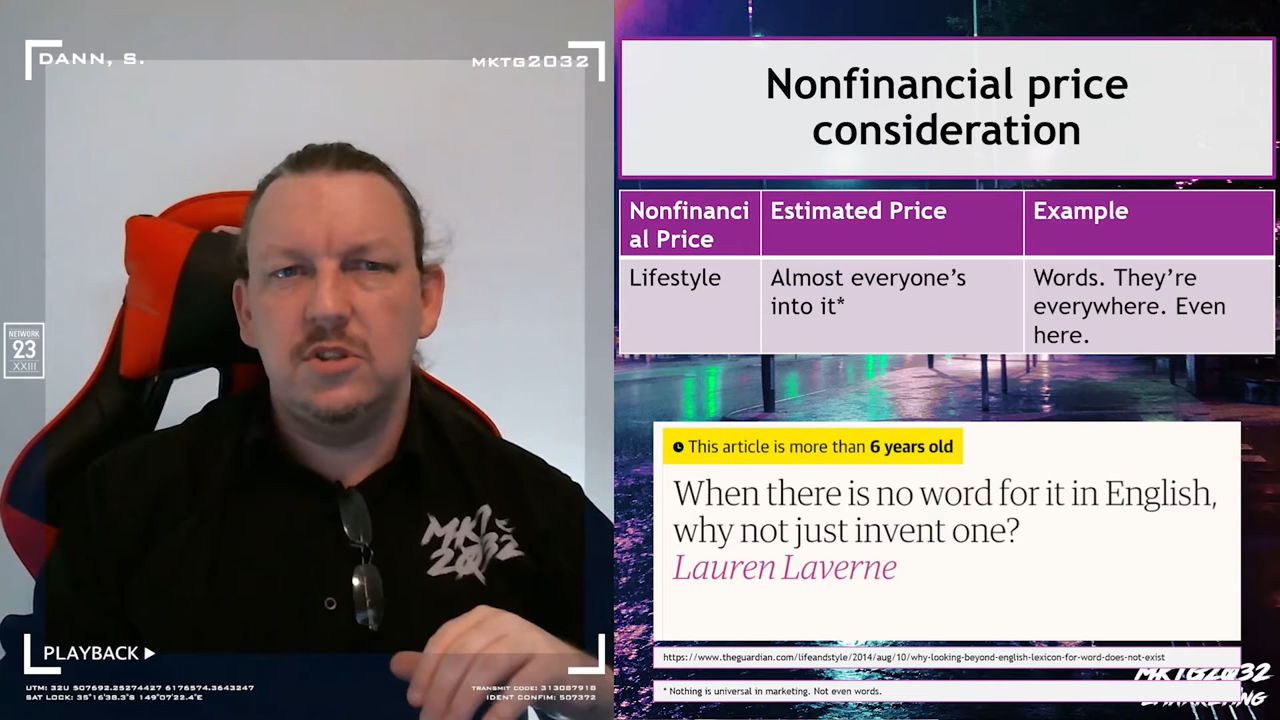 DANN, S.
MKTG2032
NETWORK
23
XXIII
PLAYBACK
UTM: 32U 507692.25274427 6176574.3643247
SAT LOCK: 35°16'38.3"S 149°07'22.4"E
TRANSMIT CODE: 313087918
IDENT CONFIM: 507372
Nonfinancial price
consideration
Nonfinanci
al Price
Estimated Price
Example
Lifestyle
Almost everyone's
into it*
Words. They're
everywhere. Even
here.
This article is more than 6 years old
When there is no word for it in English,
why not just invent one?
Lauren Laverne
https://www.theguardian.com/lifeandstyle/2014/aug/10/why-looking-beyond-english-lexicon-for-word-does-not-exist
* Nothing is universal in marketing. Not even words.
MKTG2032
EMARKETING